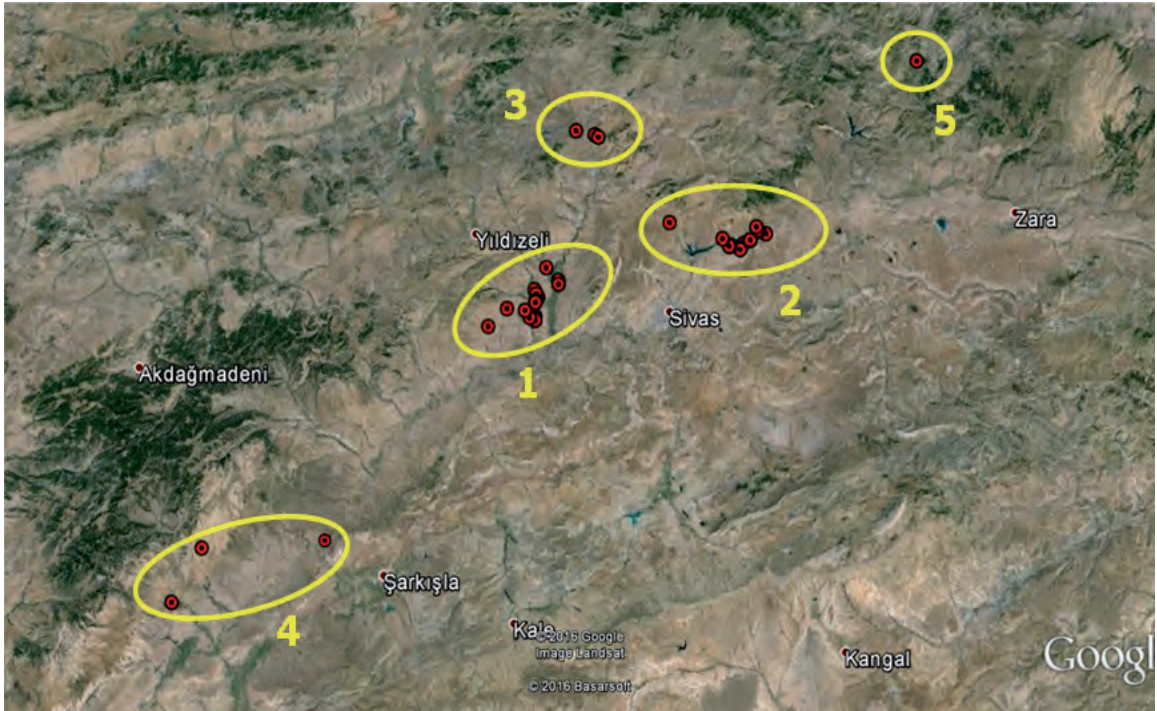 5
3
Zara
Yıldızeli
2
Sivas
1
Akdağmadeni
Şarkışla
4
Kale
© 2016 Google
Image Landsat
Kangal
Googl
© 2016 Basarsoft